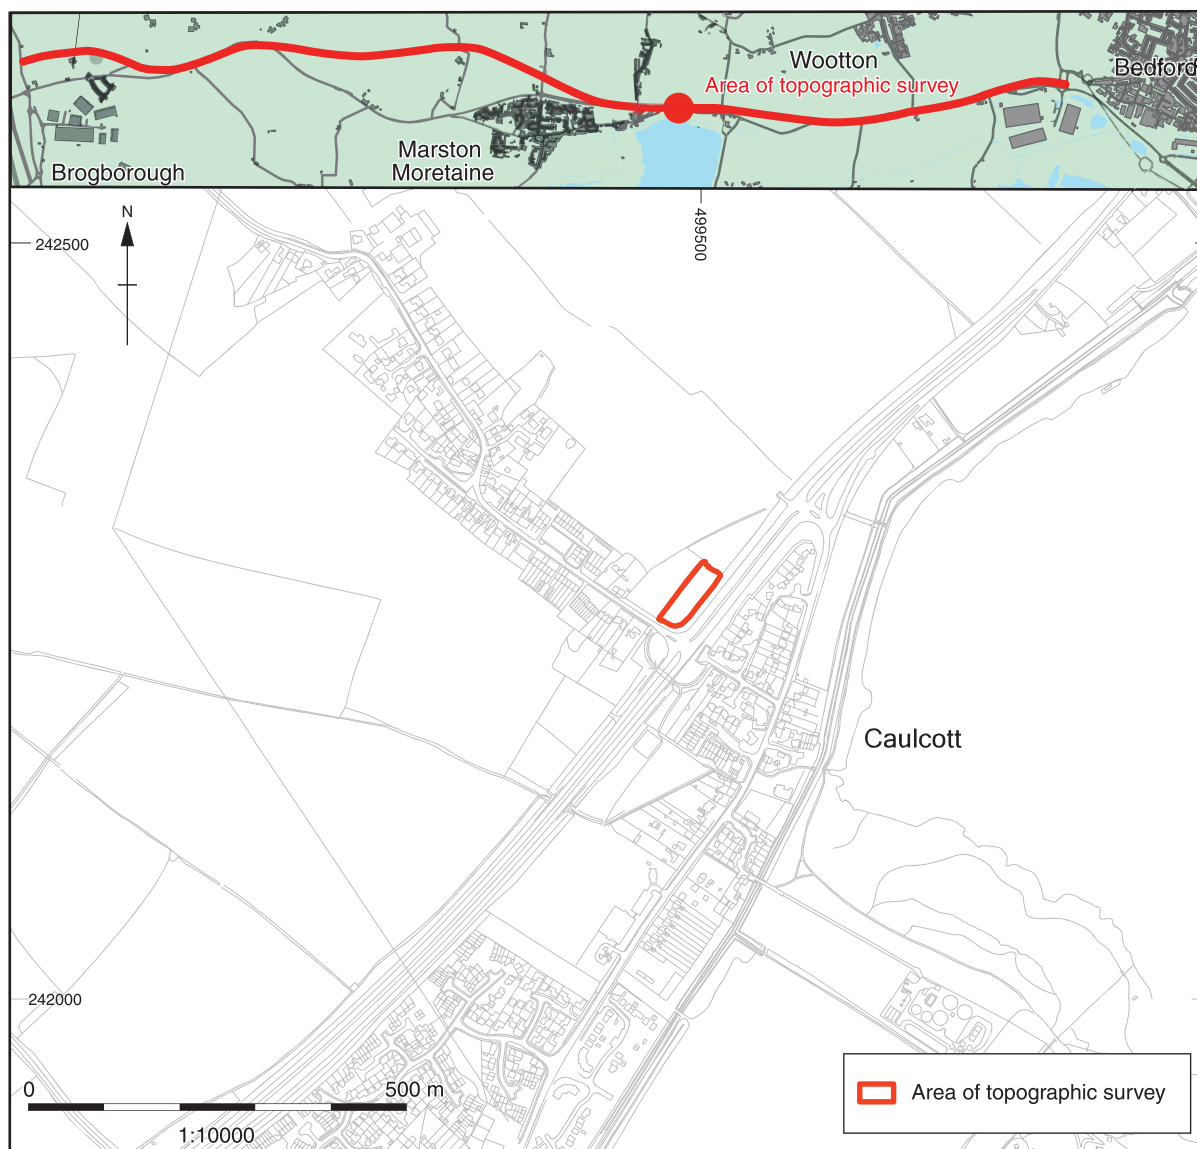 Wootton
Bedford
Area of topographic survey
Marston
Moretaine
Brogborough
N
499500
242500
Caulcott
242000
0
500 m
1:10000
Area of topographic survey